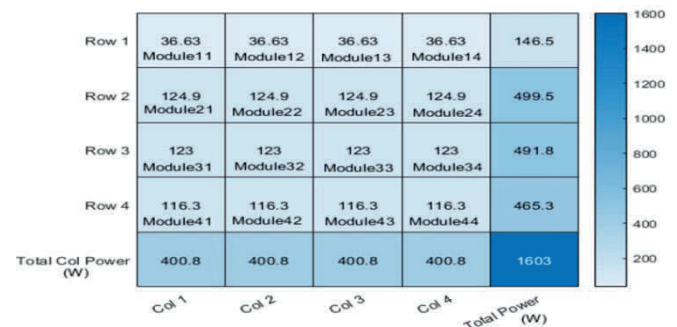 Row 1 36.63 36.63 36.63 36.63 146.5
Module11 Module12 Module13 Module14
Row 2 124.9 124.9 124.9 124.9 499.5
Module21 Module22 Module23 Module24
Row 3 123 123 123 123 491.8
Module31 Module32 Module33 Module34
Row 4 116.3 116.3 116.3 116.3 465.3
Module41 Module42 Module43 Module44
Total Col Power 400.8 400.8 400.8 400.8 1603
(W)
Col 1 Col 2 Col 3 Col 4 Total Power
(W)
1600
1400
1200
1000
800
600
400
200